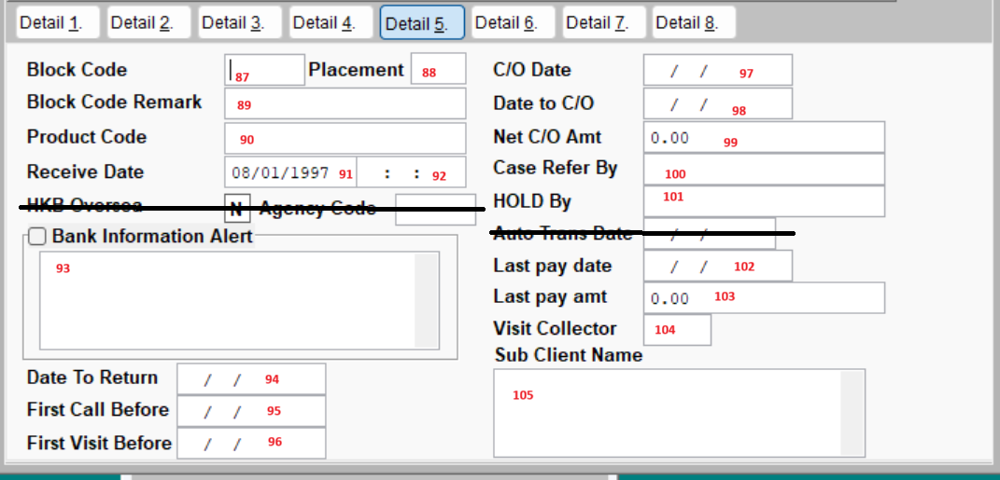 Detail 1. Detail 2. Detail 3. Detail 4. Detail 5. Detail 6. Detail 7. Detail 8.
Block Code 87 Placement 88
Block Code Remark 89
Product Code 90
Receive Date 08/01/1997 91 : : 92
HKB Oversea N Agency Code
Bank Information Alert
93
Date To Return / / 94
First Call Before / / 95
First Visit Before / / 96
C/O Date / / 97
Date to C/O / / 98
Net C/O Amt 0.00 99
Case Refer By 100
HOLD By 101
Auto Trans Date / /
Last pay date / / 102
Last pay amt 0.00 103
Visit Collector 104
Sub Client Name
105